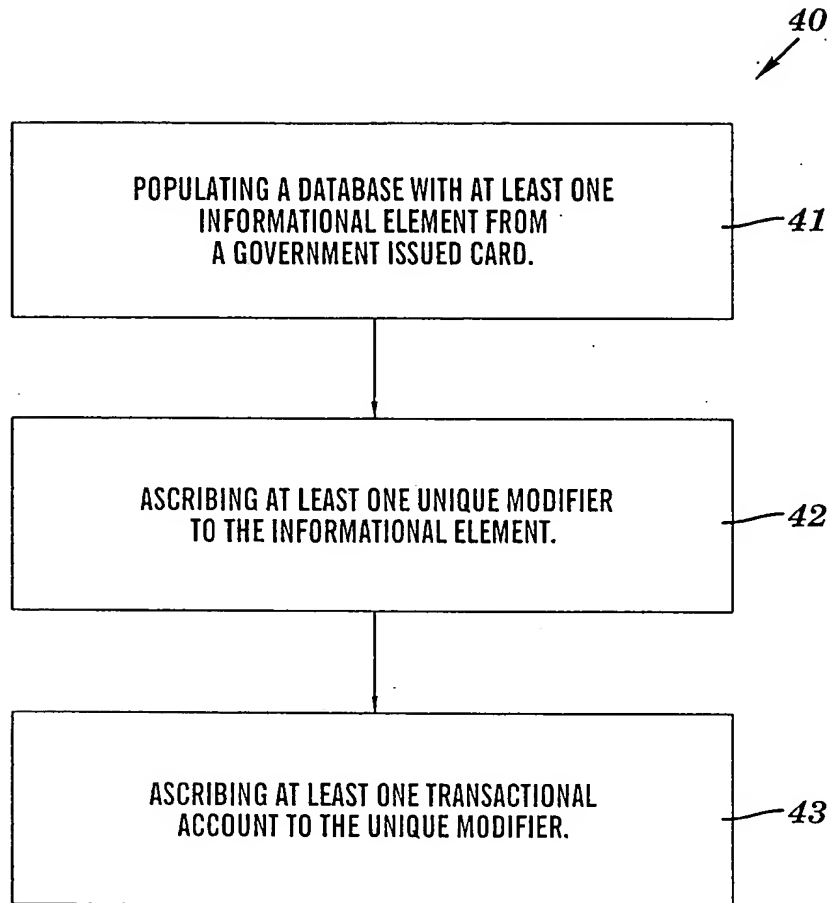 40
POPULATING A DATABASE WITH AT LEAST ONE
INFORMATIONAL ELEMENT FROM
A GOVERNMENT ISSUED CARD.
41
ASCRIBING AT LEAST ONE UNIQUE MODIFIER
TO THE INFORMATIONAL ELEMENT.
42
ASCRIBING AT LEAST ONE TRANSACTIONAL
ACCOUNT TO THE UNIQUE MODIFIER.
43